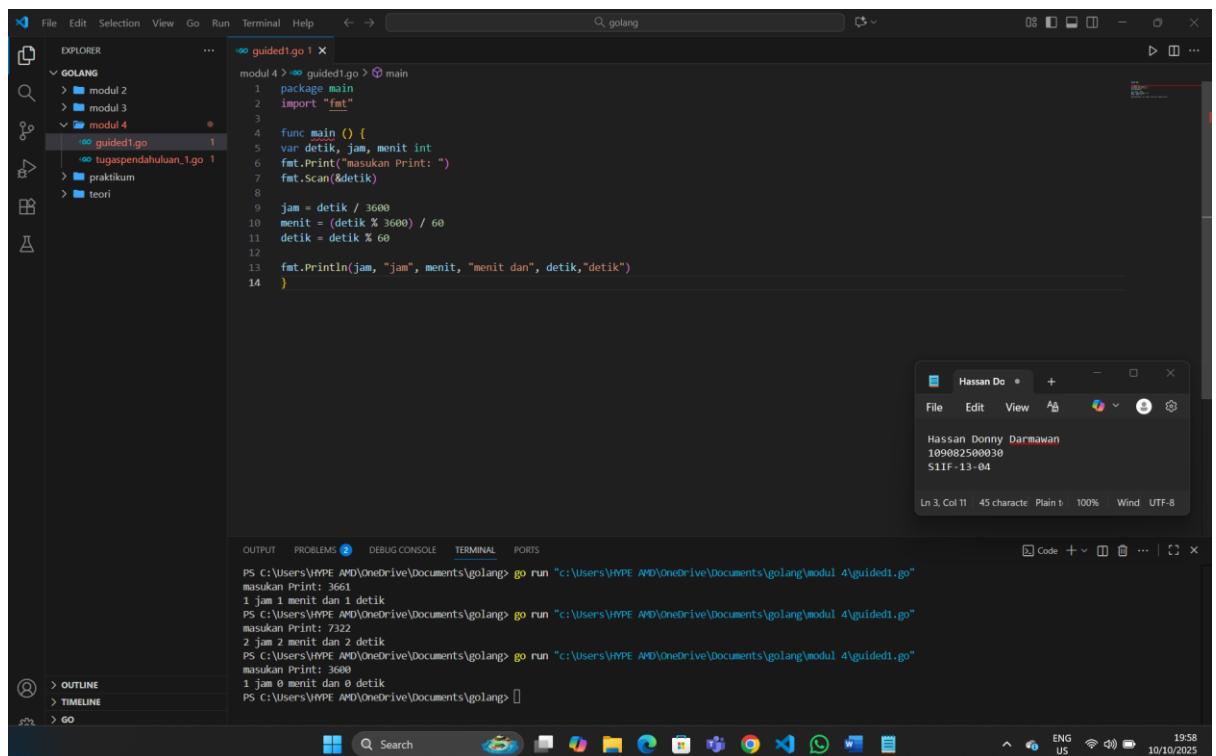 File Edit Selection View Go Run Terminal Help
golang
EXPLORER
guided1.go 1
GOLANG
modul 2
modul 3
modul 4
guided1.go 1
tugaspendahuluan_1.go 1
praktikum
teori
modul 4 > guided1.go > main
1 package main
2 import "fmt"
3
4 func main () {
5 var detik, jam, menit int
6 fmt.Print("masukan Print: ")
7 fmt.Scan(&detik)
8
9 jam = detik / 3600
10 menit = (detik % 3600) / 60
11 detik = detik % 60
12
13 fmt.Println(jam, "jam", menit, "menit dan", detik,"detik")
14 }
Hassan Do
File Edit View
Hassan Donny Darmawan
109082500030
S1IF-13-04
Ln 3, Col 11 45 characte Plain t 100% Wind UTF-8
OUTPUT PROBLEMS 2 DEBUG CONSOLE TERMINAL PORTS
Code
PS C:\Users\HYPE AMD\OneDrive\Documents\golang> go run "c:\Users\HYPE AMD\OneDrive\Documents\golang\modul 4\guided1.go"
masukan Print: 3661
1 jam 1 menit dan 1 detik
PS C:\Users\HYPE AMD\OneDrive\Documents\golang> go run "c:\Users\HYPE AMD\OneDrive\Documents\golang\modul 4\guided1.go"
masukan Print: 7322
2 jam 2 menit dan 2 detik
PS C:\Users\HYPE AMD\OneDrive\Documents\golang> go run "c:\Users\HYPE AMD\OneDrive\Documents\golang\modul 4\guided1.go"
masukan Print: 3600
1 jam 0 menit dan 0 detik
PS C:\Users\HYPE AMD\OneDrive\Documents\golang>
OUTLINE
TIMELINE
GO
Search
ENG
US
19:58
10/10/2025